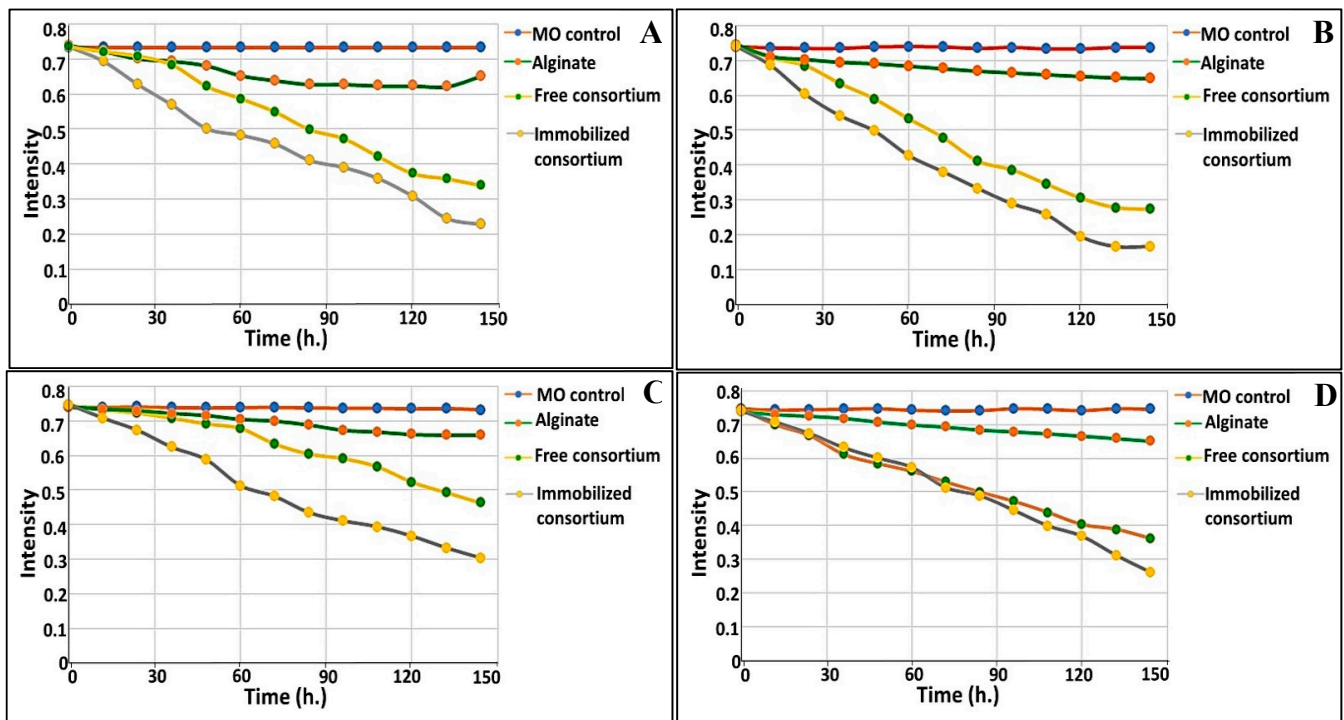 A
Intensity
0.8
0.7
0.6
0.5
0.4
0.3
0.2
0.1
0
0 30 60 90 120 150
Time (h.)
MO control
Alginate
Free consortium
Immobilized
consortium
B
Intensity
0.8
0.7
0.6
0.5
0.4
0.3
0.2
0.1
0
0 30 60 90 120 150
Time (h.)
MO control
Alginate
Free consortium
Immobilized
consortium
C
Intensity
0.8
0.7
0.6
0.5
0.4
0.3
0.2
0.1
0
0 30 60 90 120 150
Time (h.)
MO control
Alginate
Free consortium
Immobilized
consortium
D
Intensity
0.8
0.7
0.6
0.5
0.4
0.3
0.2
0.1
0
0 30 60 90 120 150
Time (h.)
MO control
Alginate
Free consortium
Immobilized
consortium